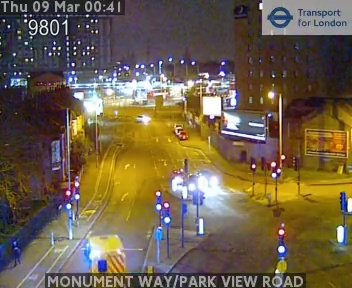 Thu 09 Mar 00:41
Transport
for London
9801
MONUMENT WAY/PARK VIEW ROAD